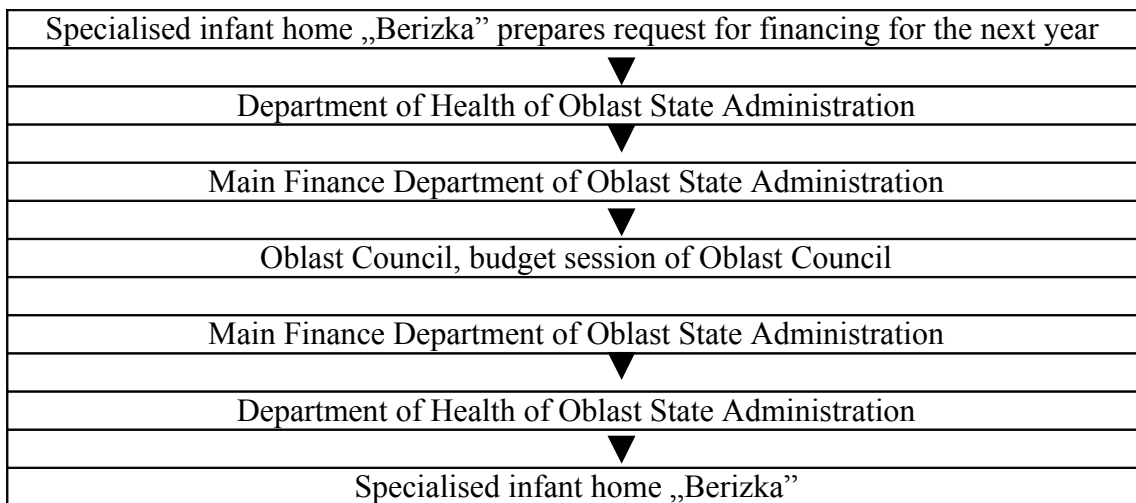 Specialised infant home „Berizka” prepares request for financing for the next year
Department of Health of Oblast State Administration
Main Finance Department of Oblast State Administration
Oblast Council, budget session of Oblast Council
Main Finance Department of Oblast State Administration
Department of Health of Oblast State Administration
Specialised infant home „Berizka”